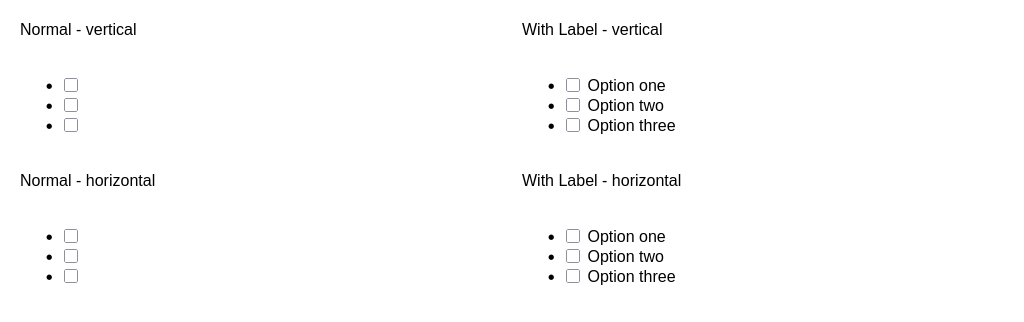 Normal - vertical
With Label - vertical
Option one
Option two
Option three
Normal - horizontal
With Label - horizontal
Option one
Option two
Option three